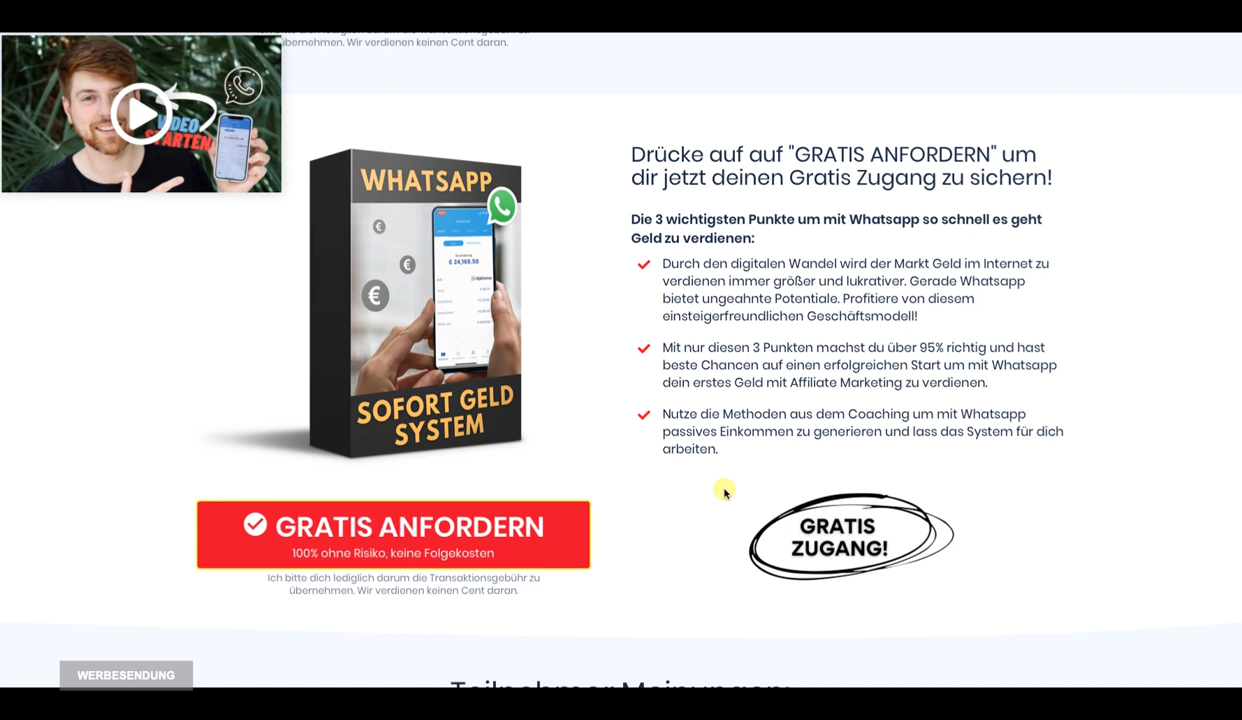 übernehmen. Wir verdienen keinen Cent daran.
VIDEO
STARTEN
WHATSAPP
€ 24,169.50
SOFORT GELD
SYSTEM
Drücke auf auf "GRATIS ANFORDERN" um
dir jetzt deinen Gratis Zugang zu sichern!
Die 3 wichtigsten Punkte um mit Whatsapp so schnell es geht
Geld zu verdienen:
Durch den digitalen Wandel wird der Markt Geld im Internet zu
verdienen immer größer und lukrativer. Gerade Whatsapp
bietet ungeahnte Potentiale. Profitiere von diesem
einsteigerfreundlichen Geschäftsmodell!
Mit nur diesen 3 Punkten machst du über 95% richtig und hast
beste Chancen auf einen erfolgreichen Start um mit Whatsapp
dein erstes Geld mit Affiliate Marketing zu verdienen.
Nutze die Methoden aus dem Coaching um mit Whatsapp
passives Einkommen zu generieren und lass das System für dich
arbeiten.
GRATIS ANFORDERN
100% ohne Risiko, keine Folgekosten
Ich bitte dich lediglich darum die Transaktionsgebühr zu
übernehmen. Wir verdienen keinen Cent daran.
GRATIS
ZUGANG!
WERBESENDUNG
Teilnehmer Meinungen: